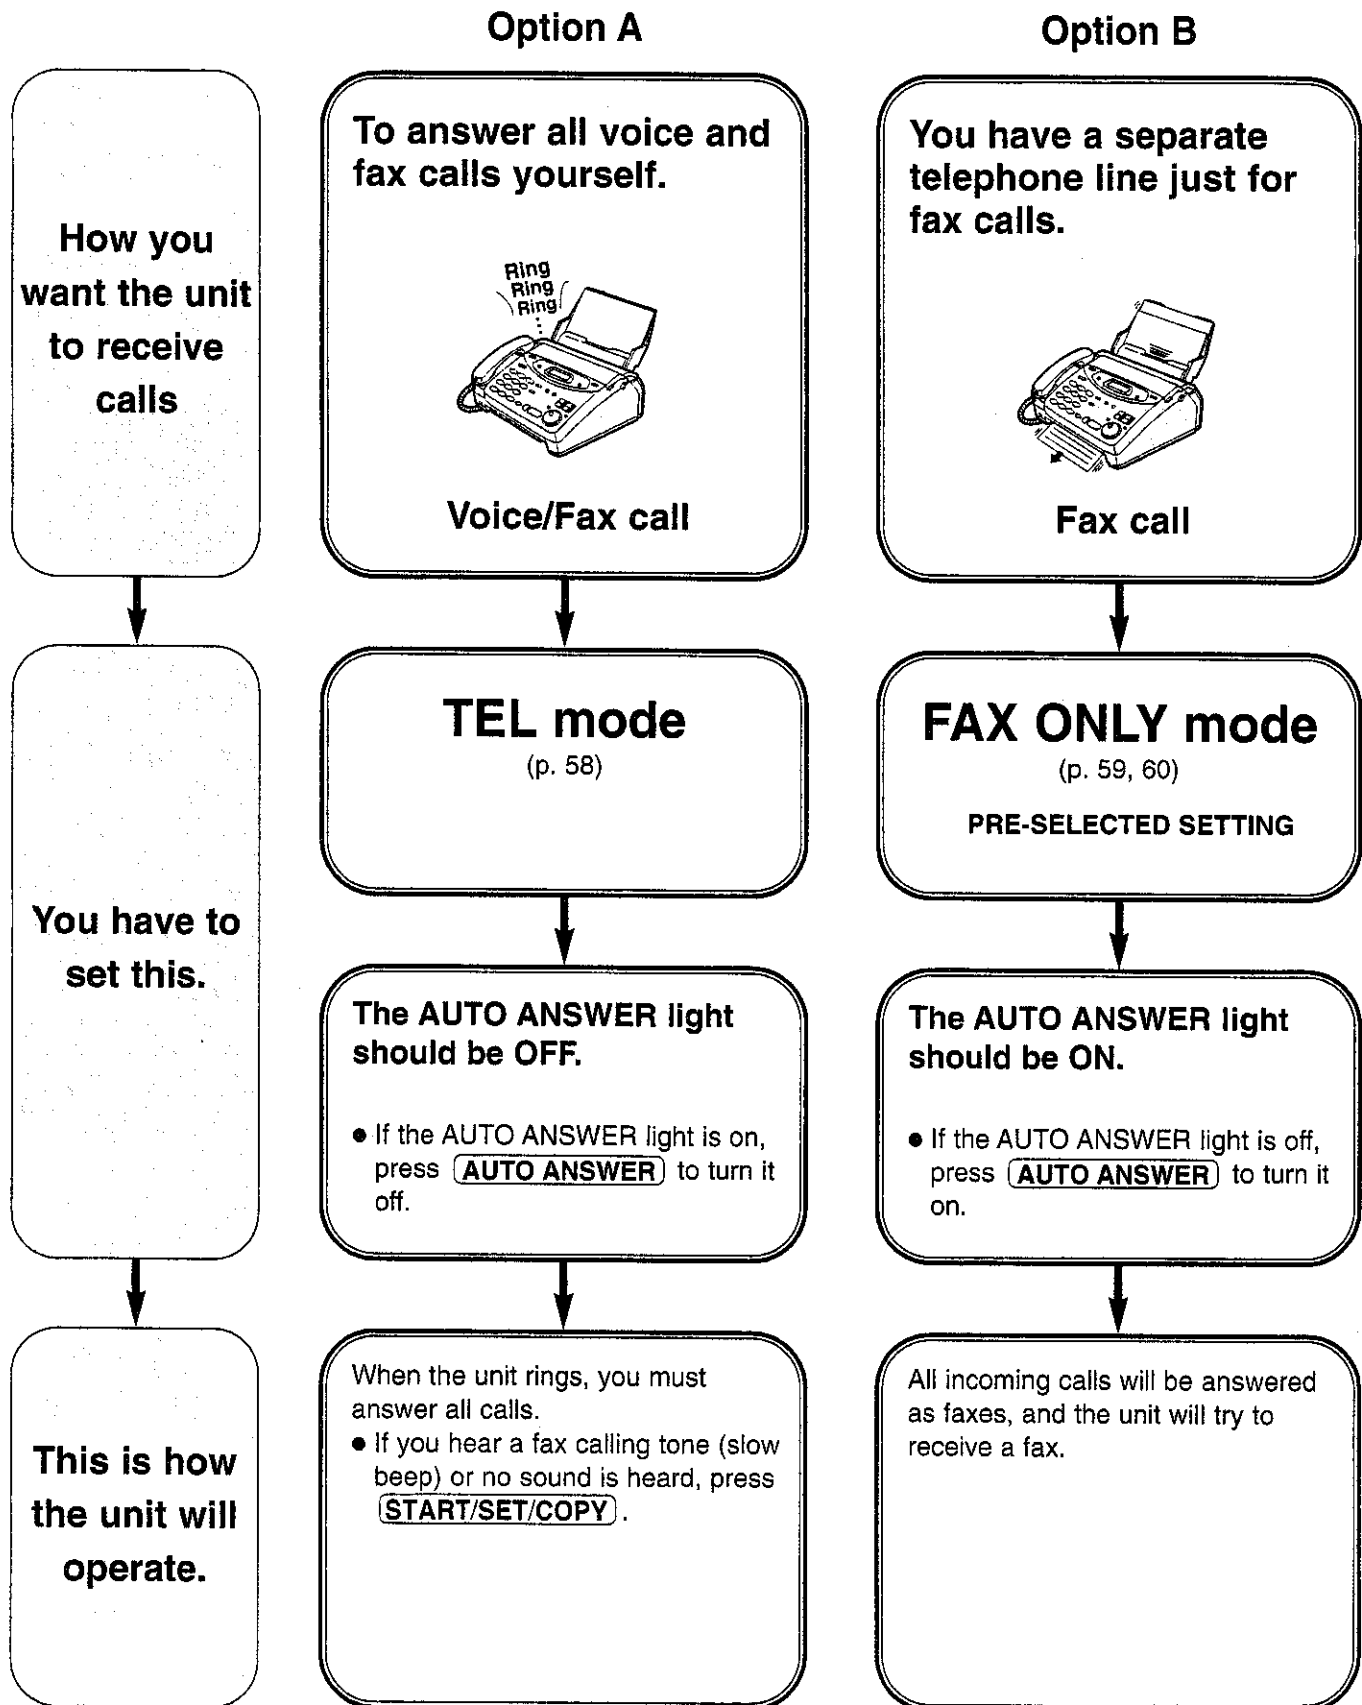 Option A
Option B
How you
want the unit
to receive
calls
To answer all voice and
fax calls yourself.
Ring
Ring
Ring
Voice/Fax call
You have a separate
telephone line just for
fax calls.
Fax call
You have to
set this.
TEL mode
(p. 58)
FAX ONLY mode
(p. 59, 60)
PRE-SELECTED SETTING
The AUTO ANSWER light
should be OFF.
● If the AUTO ANSWER light is on,
press AUTO ANSWER to turn it
off.
The AUTO ANSWER light
should be ON.
● If the AUTO ANSWER light is off,
press AUTO ANSWER to turn it
on.
This is how
the unit will
operate.
When the unit rings, you must
answer all calls.
● If you hear a fax calling tone (slow
beep) or no sound is heard, press
START/SET/COPY.
All incoming calls will be answered
as faxes, and the unit will try to
receive a fax.